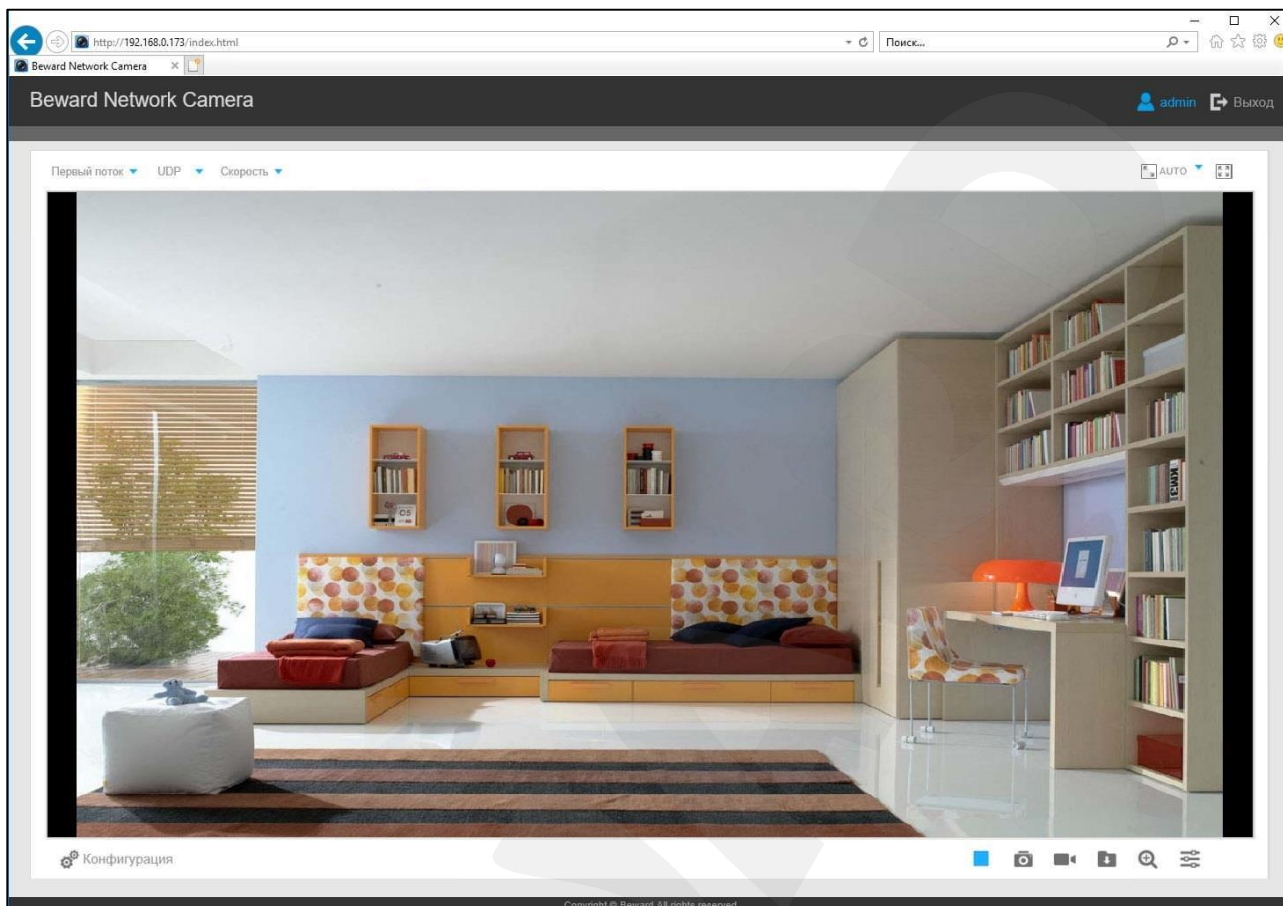 http://192.168.0.173/index.html
Поиск...
Beward Network Camera
Beward Network Camera
admin
Выход
Первый поток
UDP
Скорость
AUTO
05
Конфигурация
Copyright © Beward All rights reserved